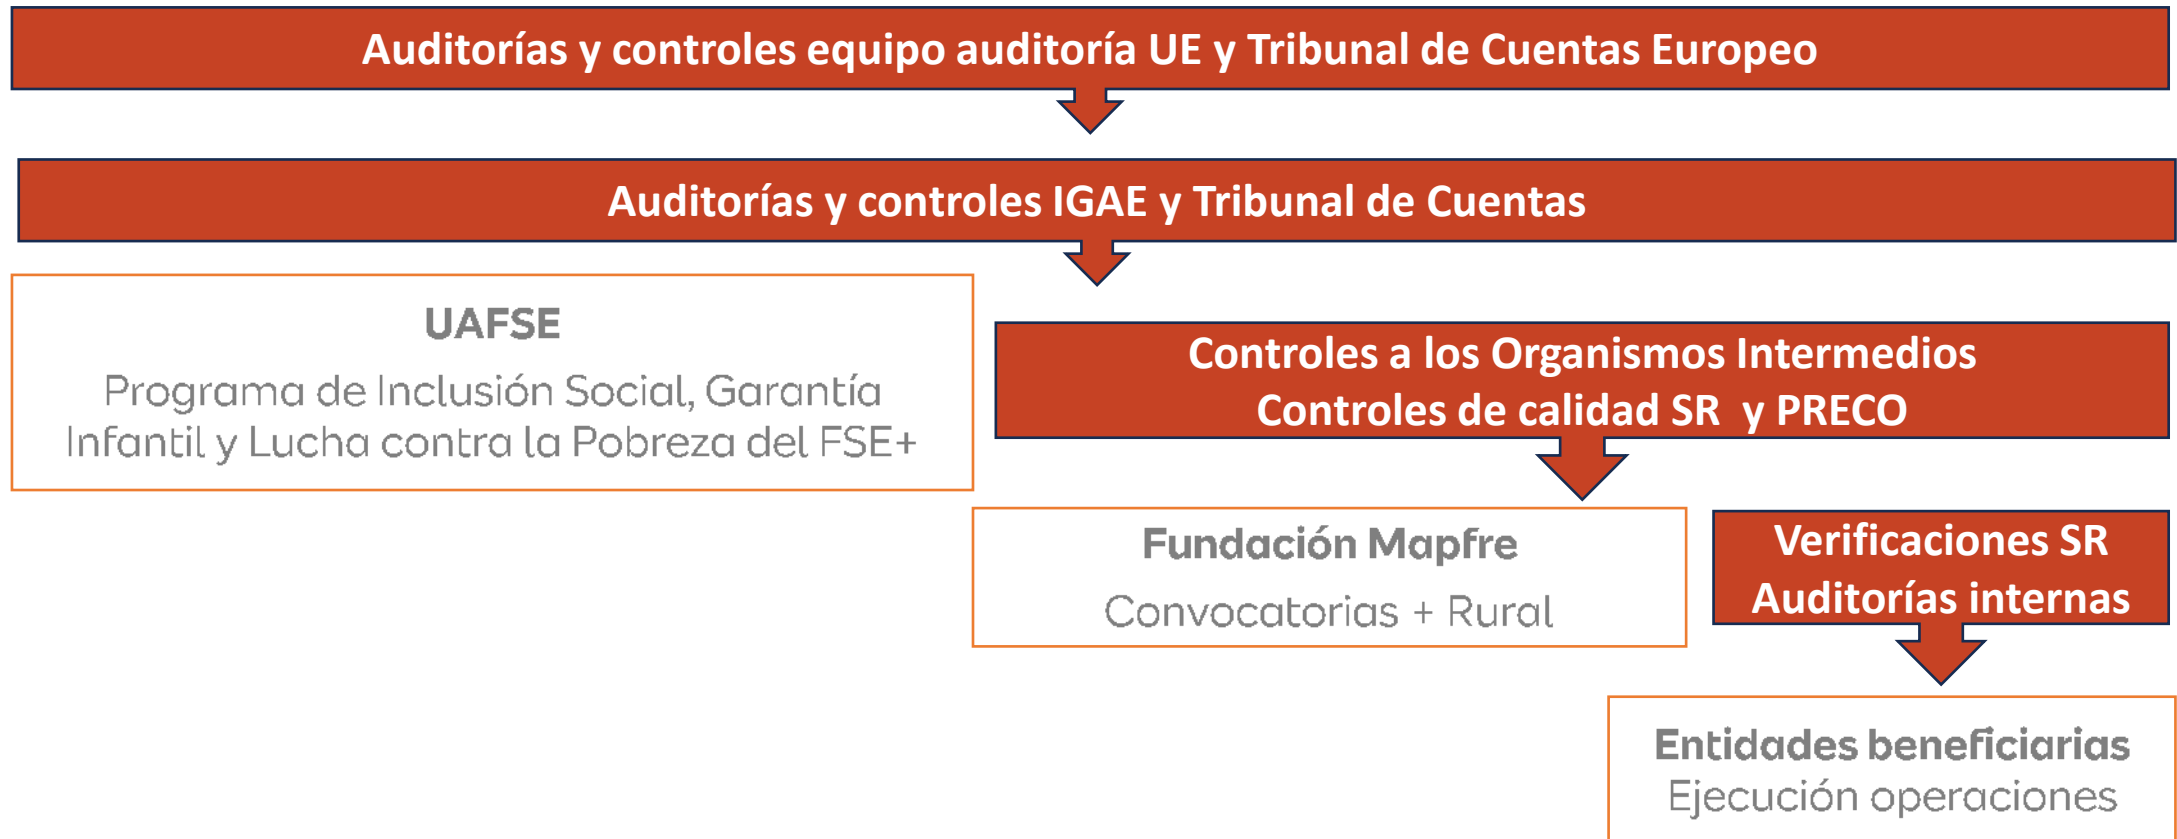 Auditorías y controles equipo auditoría UE y Tribunal de Cuentas Europeo
Auditorías y controles IGAE y Tribunal de Cuentas
UAFSE
Programa de Inclusión Social, Garantía
Infantil y Lucha contra la Pobreza del FSE+
Controles a los Organismos Intermedios
Controles de calidad SR y PRECO
Fundación Mapfre
Convocatorias + Rural
Verificaciones SR
Auditorías internas
Entidades beneficiarias
Ejecución operaciones